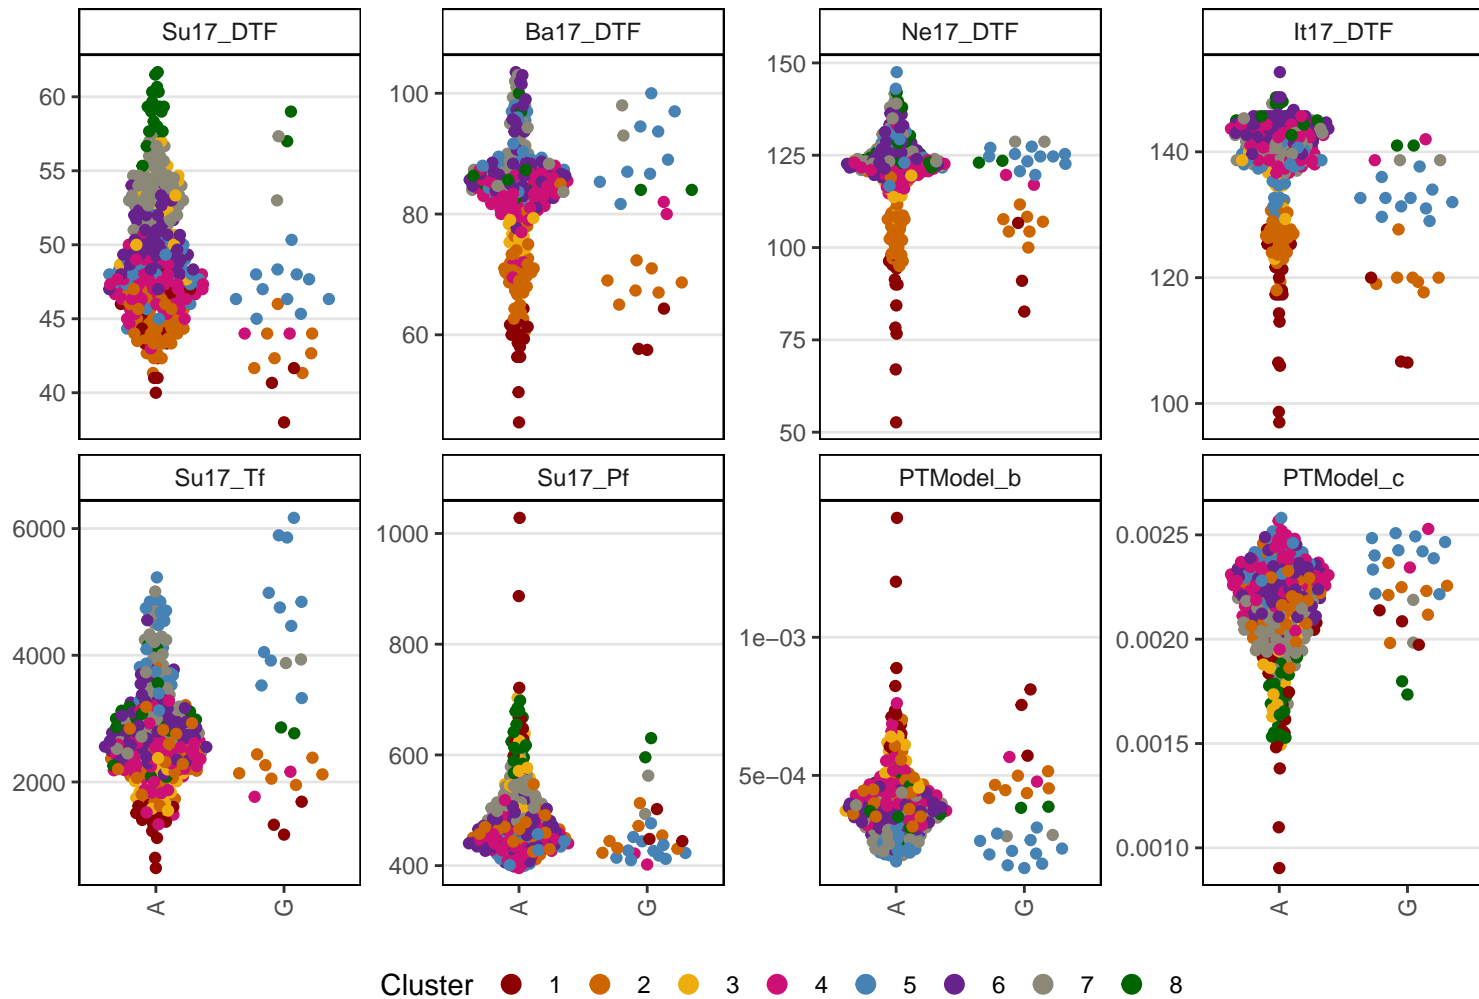 Su17_DTF Ba17_DTF Ne17_DTF It17_DTF
60 55 50 45 40
100 80 60
150 125 100 75 50
140 120 100
Su17_Tf Su17_Pf PTModel_b PTModel_c
6000 4000 2000
1000 800 600 400
1e−03 5e−04
0.0025 0.0020 0.0015 0.0010
A G A G A G A G
Cluster 1 2 3 4 5 6 7 8